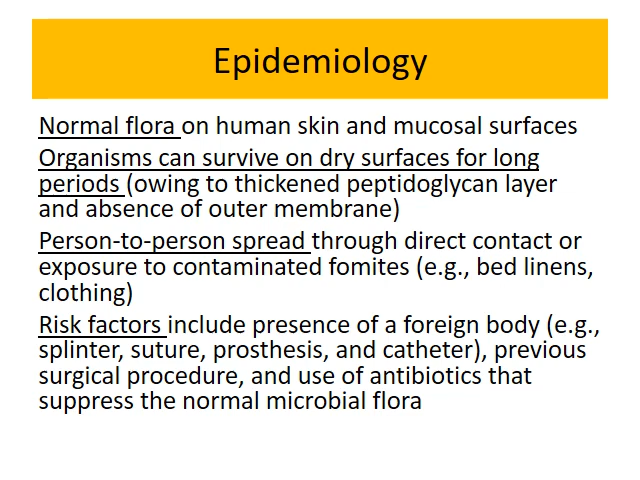 Epidemiology
Normal flora on human skin and mucosal surfaces
Organisms can survive on dry surfaces for long
periods (owing to thickened peptidoglycan layer
and absence of outer membrane)
Person-to-person spread through direct contact or
exposure to contaminated fomites (e.g., bed linens,
clothing)
Risk factors include presence of a foreign body (e.g.,
splinter, suture, prosthesis, and catheter), previous
surgical procedure, and use of antibiotics that
suppress the normal microbial flora